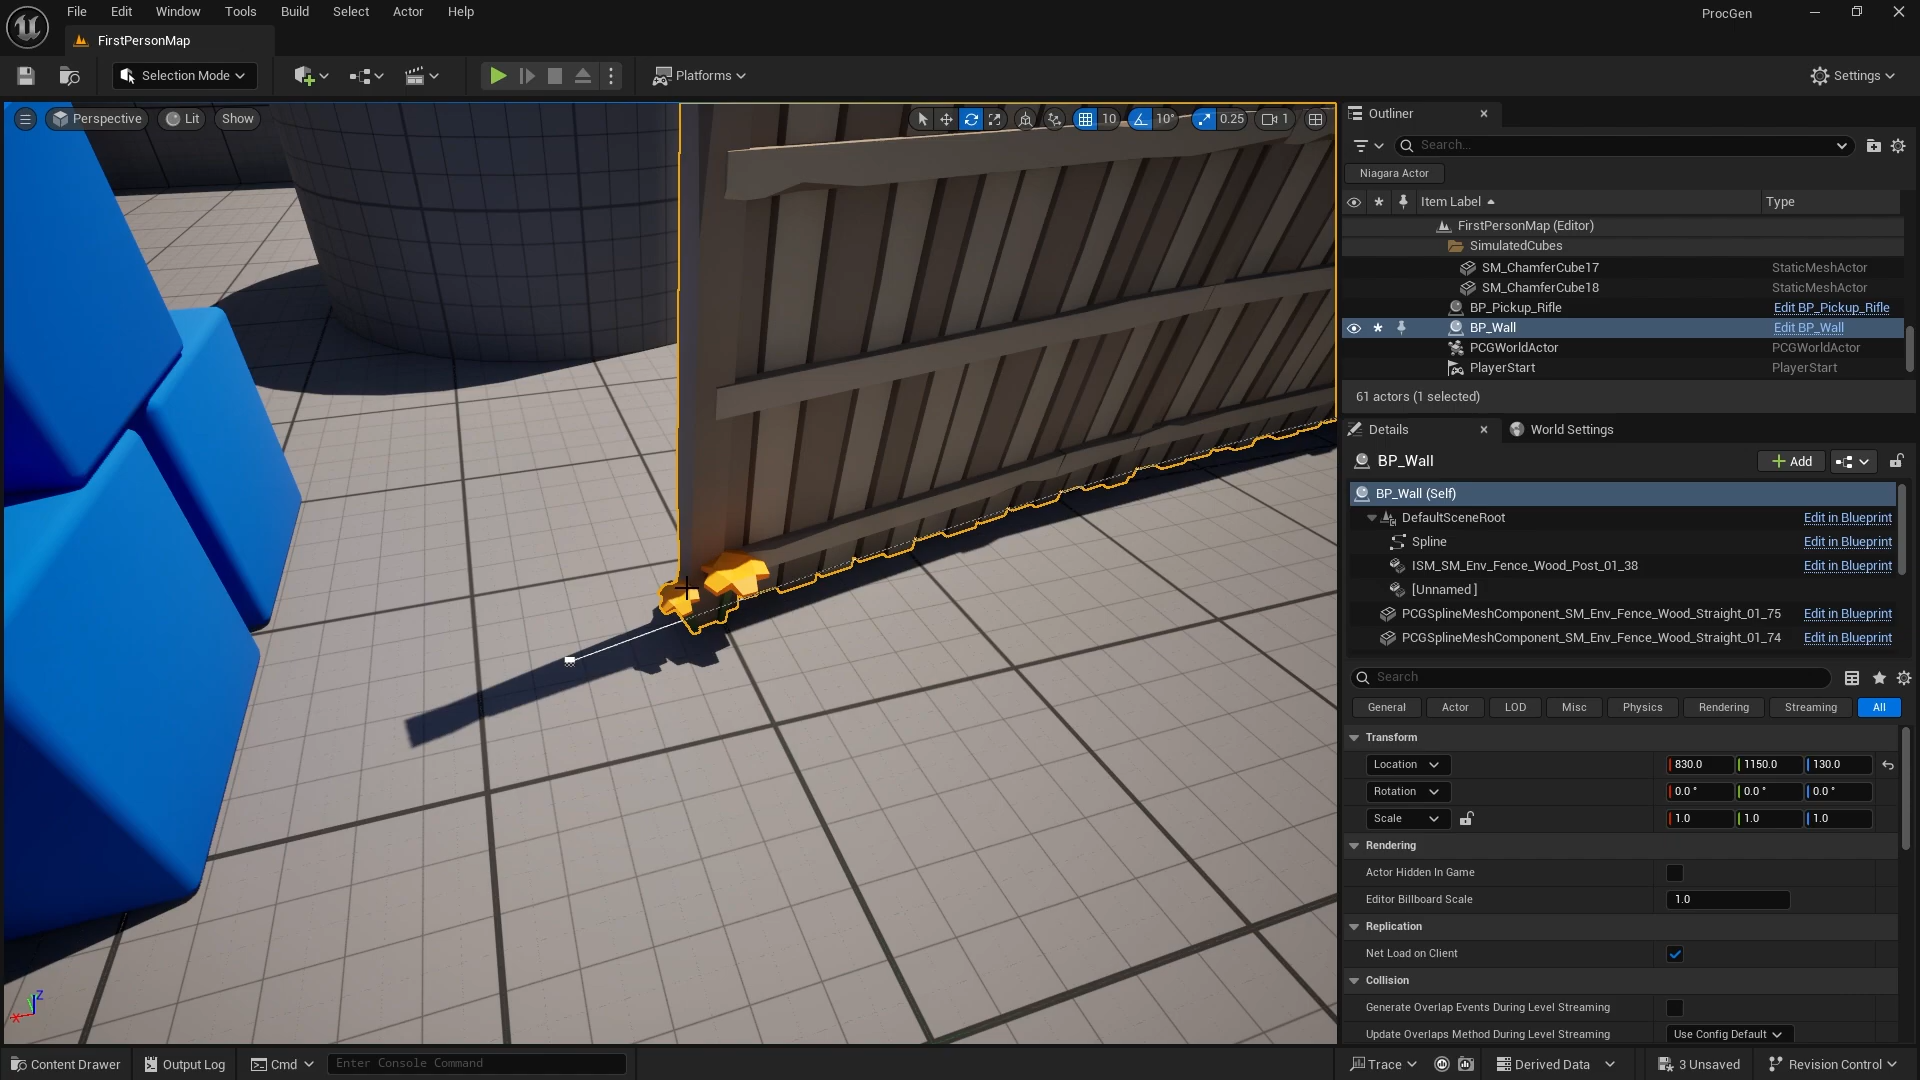 File Edit Window Tools Build Select Actor Help
ProcGen
FirstPersonMap
Selection Mode
Platforms
Settings
Perspective Lit Show
10 10° 0.25 1
Outliner
Search...
Niagara Actor
Item Label Type
FirstPersonMap (Editor)
SimulatedCubes
SM_ChamferCube17 StaticMeshActor
SM_ChamferCube18 StaticMeshActor
BP_Pickup_Rifle Edit BP_Pickup_Rifle
BP_Wall Edit BP_Wall
PCGWorldActor PCGWorldActor
PlayerStart PlayerStart
61 actors (1 selected)
Details World Settings
BP_Wall
Add
BP_Wall (Self)
DefaultSceneRoot Edit in Blueprint
Spline Edit in Blueprint
ISM_SM_Env_Fence_Wood_Post_01_38 Edit in Blueprint
[Unnamed ] Edit in Blueprint
PCGSplineMeshComponent_SM_Env_Fence_Wood_Straight_01_75 Edit in Blueprint
PCGSplineMeshComponent_SM_Env_Fence_Wood_Straight_01_74 Edit in Blueprint
Search
General Actor LOD Misc Physics Rendering Streaming All
Transform
Location 830.0 1150.0 130.0
Rotation 0.0 ° 0.0 ° 0.0 °
Scale 1.0 1.0 1.0
Rendering
Actor Hidden In Game
Editor Billboard Scale 1.0
Replication
Net Load on Client
Collision
Generate Overlap Events During Level Streaming
Update Overlaps Method During Level Streaming Use Config Default
Z
X
Content Drawer Output Log Cmd Enter Console Command
Trace Derived Data 3 Unsaved Revision Control